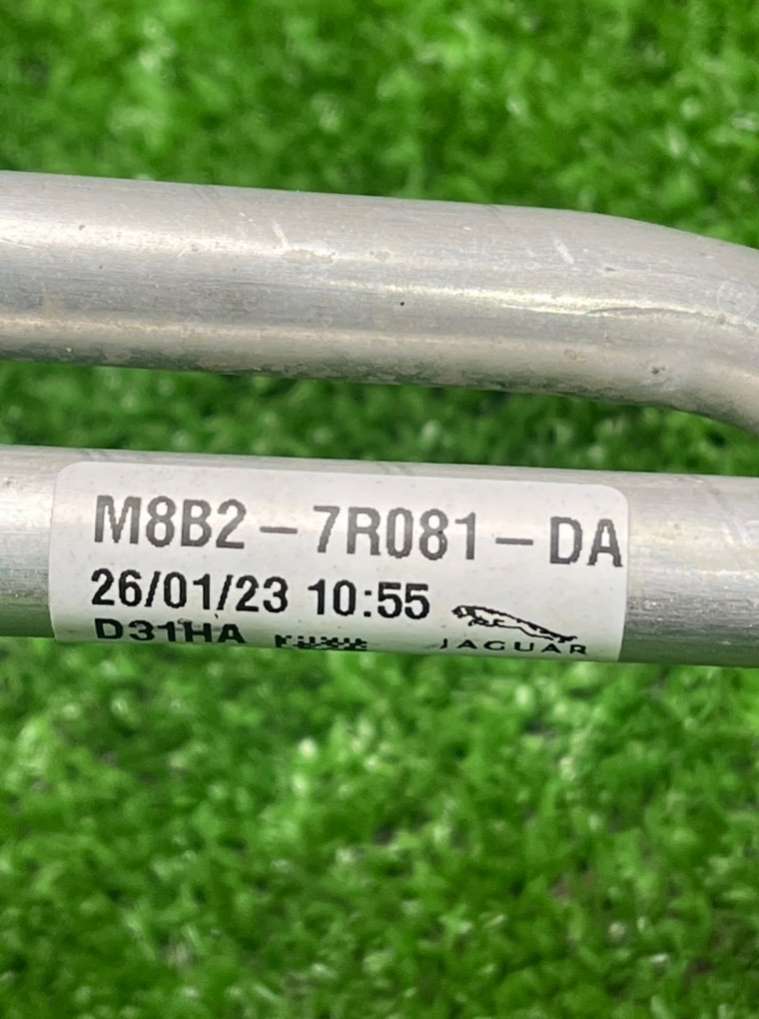 M8B2-7R081-DA
26/01/23 10:55
D31HA JAGUAR